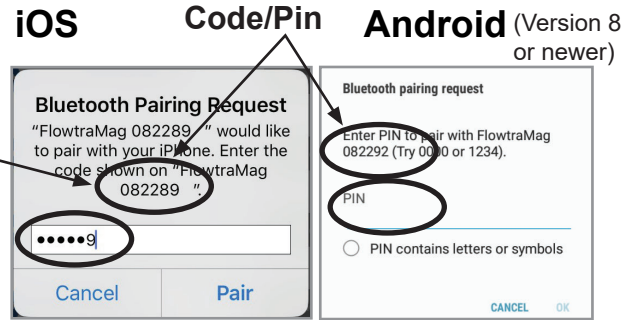 iOS
Code/Pin
Android (Version 8
or newer)
Bluetooth Pairing Request
“FlowtraMag 082289   ” would like
to pair with your iPhone. Enter the
code shown on “FlowtraMag
082289   ”.
●●●●●9
Cancel
Pair
Bluetooth pairing request
Enter PIN to pair with FlowtraMag
082292 (Try 0000 or 1234).
PIN
PIN contains letters or symbols
CANCEL
OK